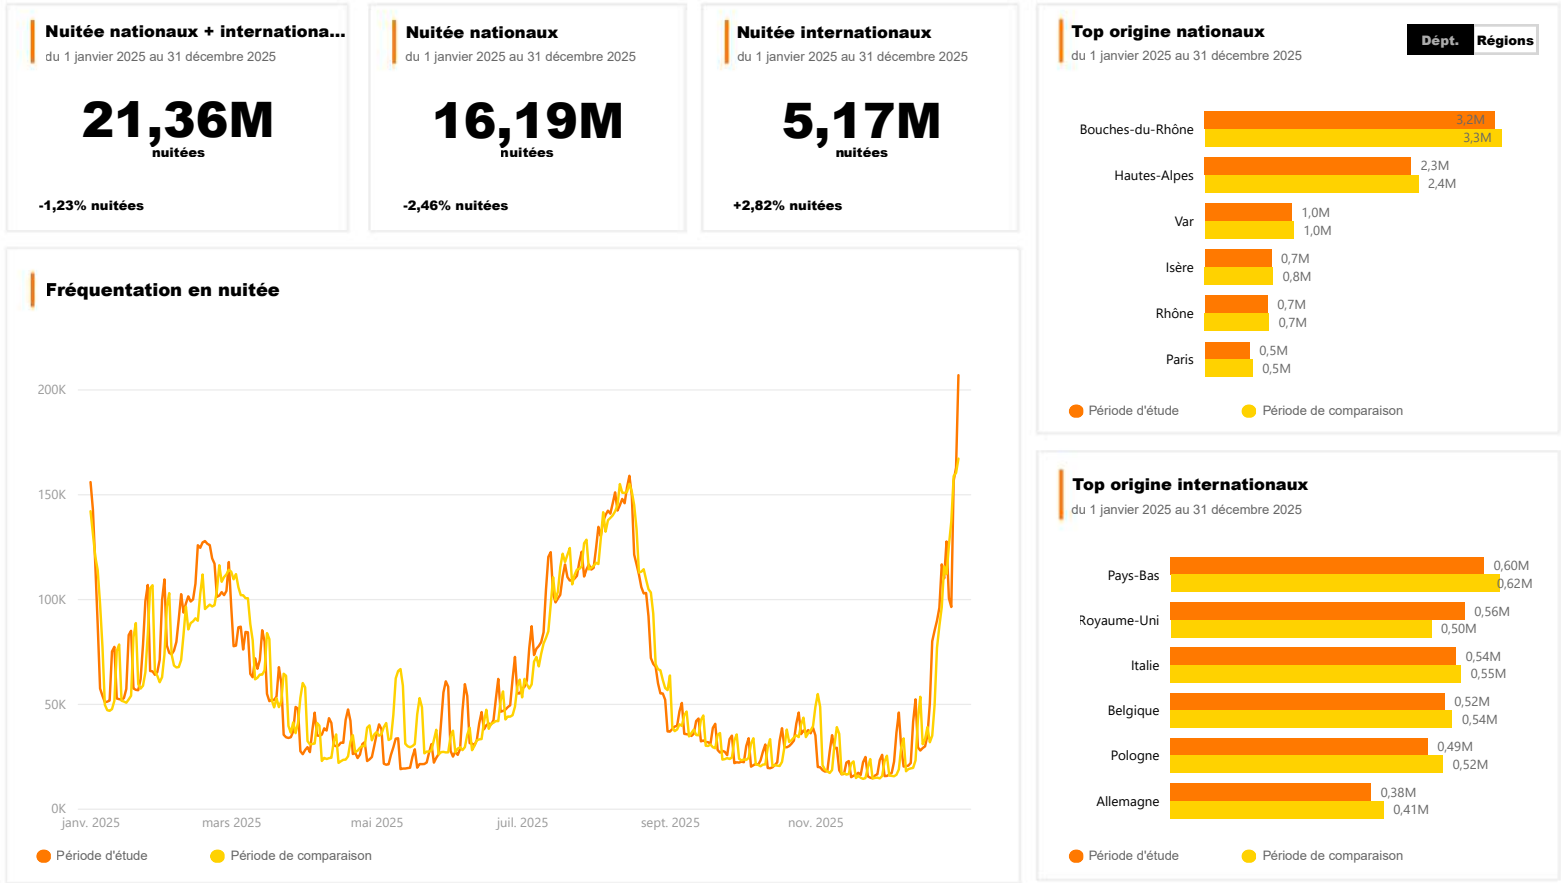 Nuitée nationaux + internationa...
du 1 janvier 2025 au 31 décembre 2025
21,36M
nuitées
-1,23% nuitées
Nuitée nationaux
du 1 janvier 2025 au 31 décembre 2025
16,19M
nuitées
-2,46% nuitées
Nuitée internationaux
du 1 janvier 2025 au 31 décembre 2025
5,17M
nuitées
+2,82% nuitées
Top origine nationaux
du 1 janvier 2025 au 31 décembre 2025
Dépt. Régions
Bouches-du-Rhône 3,2M
3,3M
Hautes-Alpes 2,3M
2,4M
Var 1,0M
1,0M
Isère 0,7M
0,8M
Rhône 0,7M
0,7M
Paris 0,5M
0,5M
Période d'étude Période de comparaison
Fréquentation en nuitée
200K
150K
100K
50K
0K
janv. 2025 mars 2025 mai 2025 juil. 2025 sept. 2025 nov. 2025
Période d'étude Période de comparaison
Top origine internationaux
du 1 janvier 2025 au 31 décembre 2025
Pays-Bas 0,60M
0,62M
Royaume-Uni 0,56M
0,50M
Italie 0,54M
0,55M
Belgique 0,52M
0,54M
Pologne 0,49M
0,52M
Allemagne 0,38M
0,41M
Période d'étude Période de comparaison